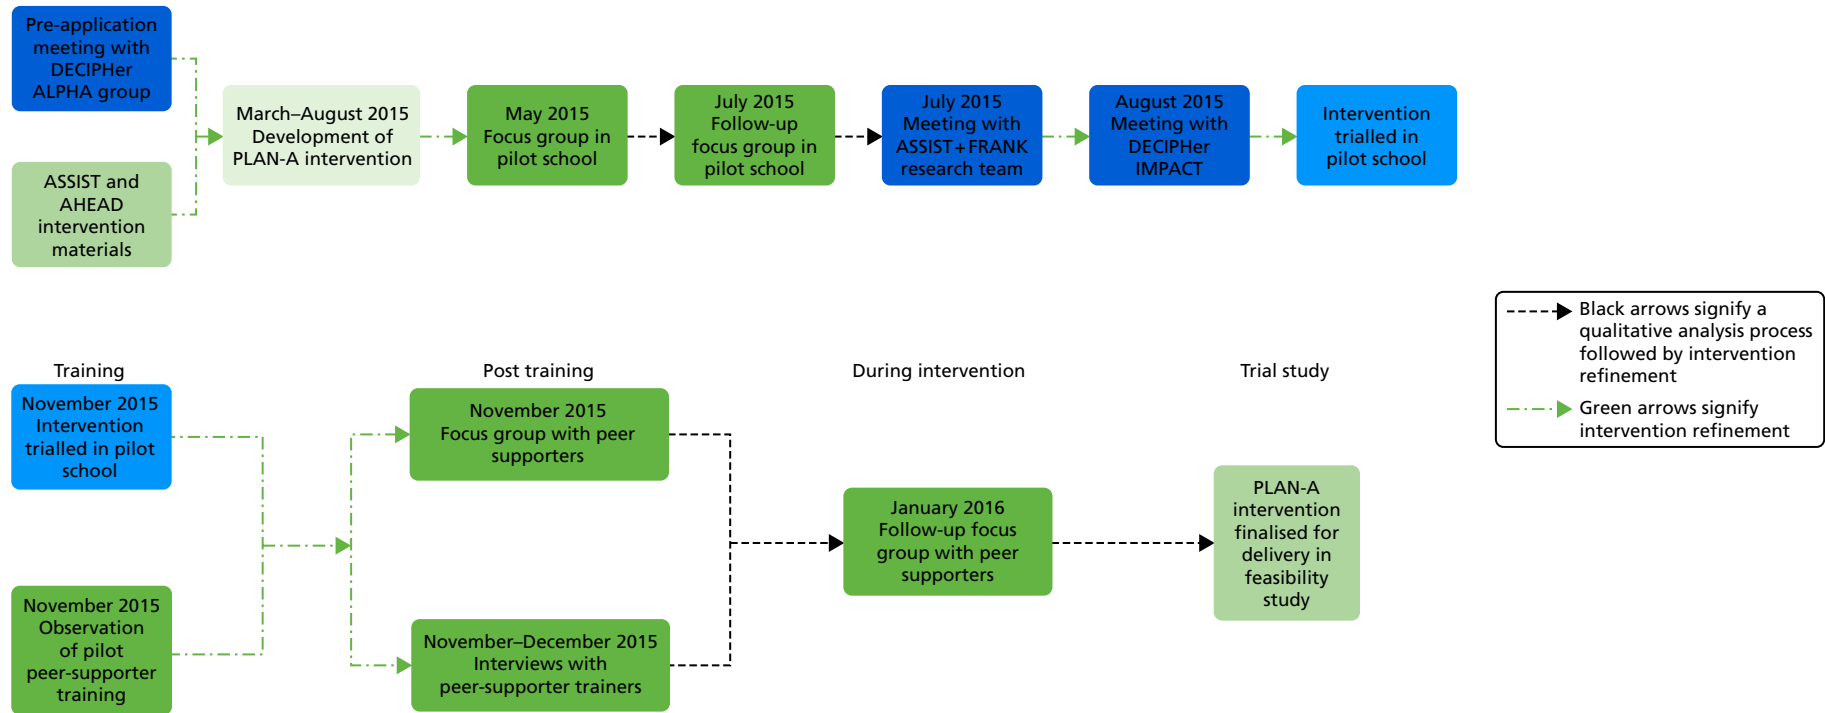 Pre-application
meeting with
DECIPHer
ALPHA group
ASSIST and
AHEAD
intervention
materials
March–August 2015
Development of
PLAN-A intervention
May 2015
Focus group in
pilot school
July 2015
Follow-up
focus group in
pilot school
July 2015
Meeting with
ASSIST+FRANK
research team
August 2015
Meeting with
DECIPHer
IMPACT
Intervention
trialled in
pilot school
Black arrows signify a
qualitative analysis process
followed by intervention
refinement
Green arrows signify
intervention refinement
Training
November 2015
Intervention
trialled in pilot
school
November 2015
Observation
of pilot
peer-supporter
training
Post training
November 2015
Focus group with peer
supporters
November–December 2015
Interviews with
peer-supporter trainers
During intervention
January 2016
Follow-up focus
group with peer
supporters
Trial study
PLAN-A
intervention
finalised for
delivery in
feasibility
study